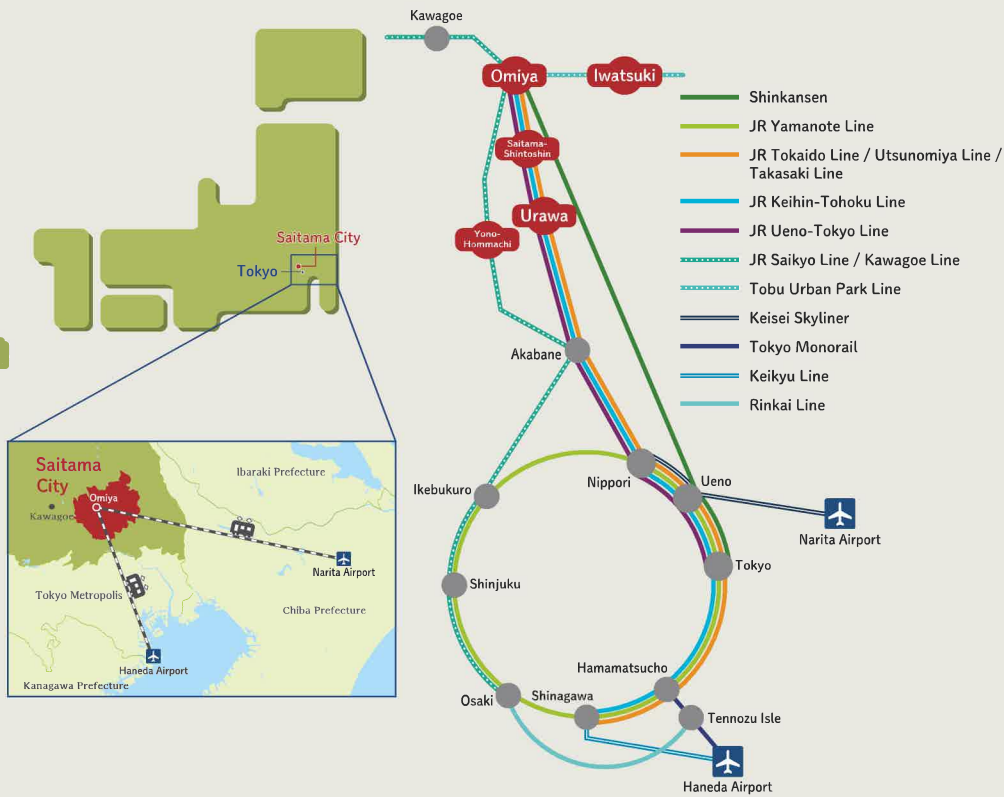 Kawagoe
Omiya
Iwatsuki
Saitama-
Shintoshin
Urawa
Yono-
Hommachi
Akabane
Nippori
Ueno
Narita Airport
Ikebukuro
Tokyo
Shinjuku
Hamamatsucho
Osaki
Shinagawa
Tennozu Isle
Haneda Airport
Shinkansen
JR Yamanote Line
JR Tokaido Line / Utsunomiya Line /
Takasaki Line
JR Keihin-Tohoku Line
JR Ueno-Tokyo Line
JR Saikyo Line / Kawagoe Line
Tobu Urban Park Line
Keisei Skyliner
Tokyo Monorail
Keikyu Line
Rinkai Line
Saitama City
Tokyo
Saitama
City
Omiya
Kawagoe
Ibaraki Prefecture
Narita Airport
Tokyo Metropolis
Chiba Prefecture
Haneda Airport
Kanagawa Prefecture